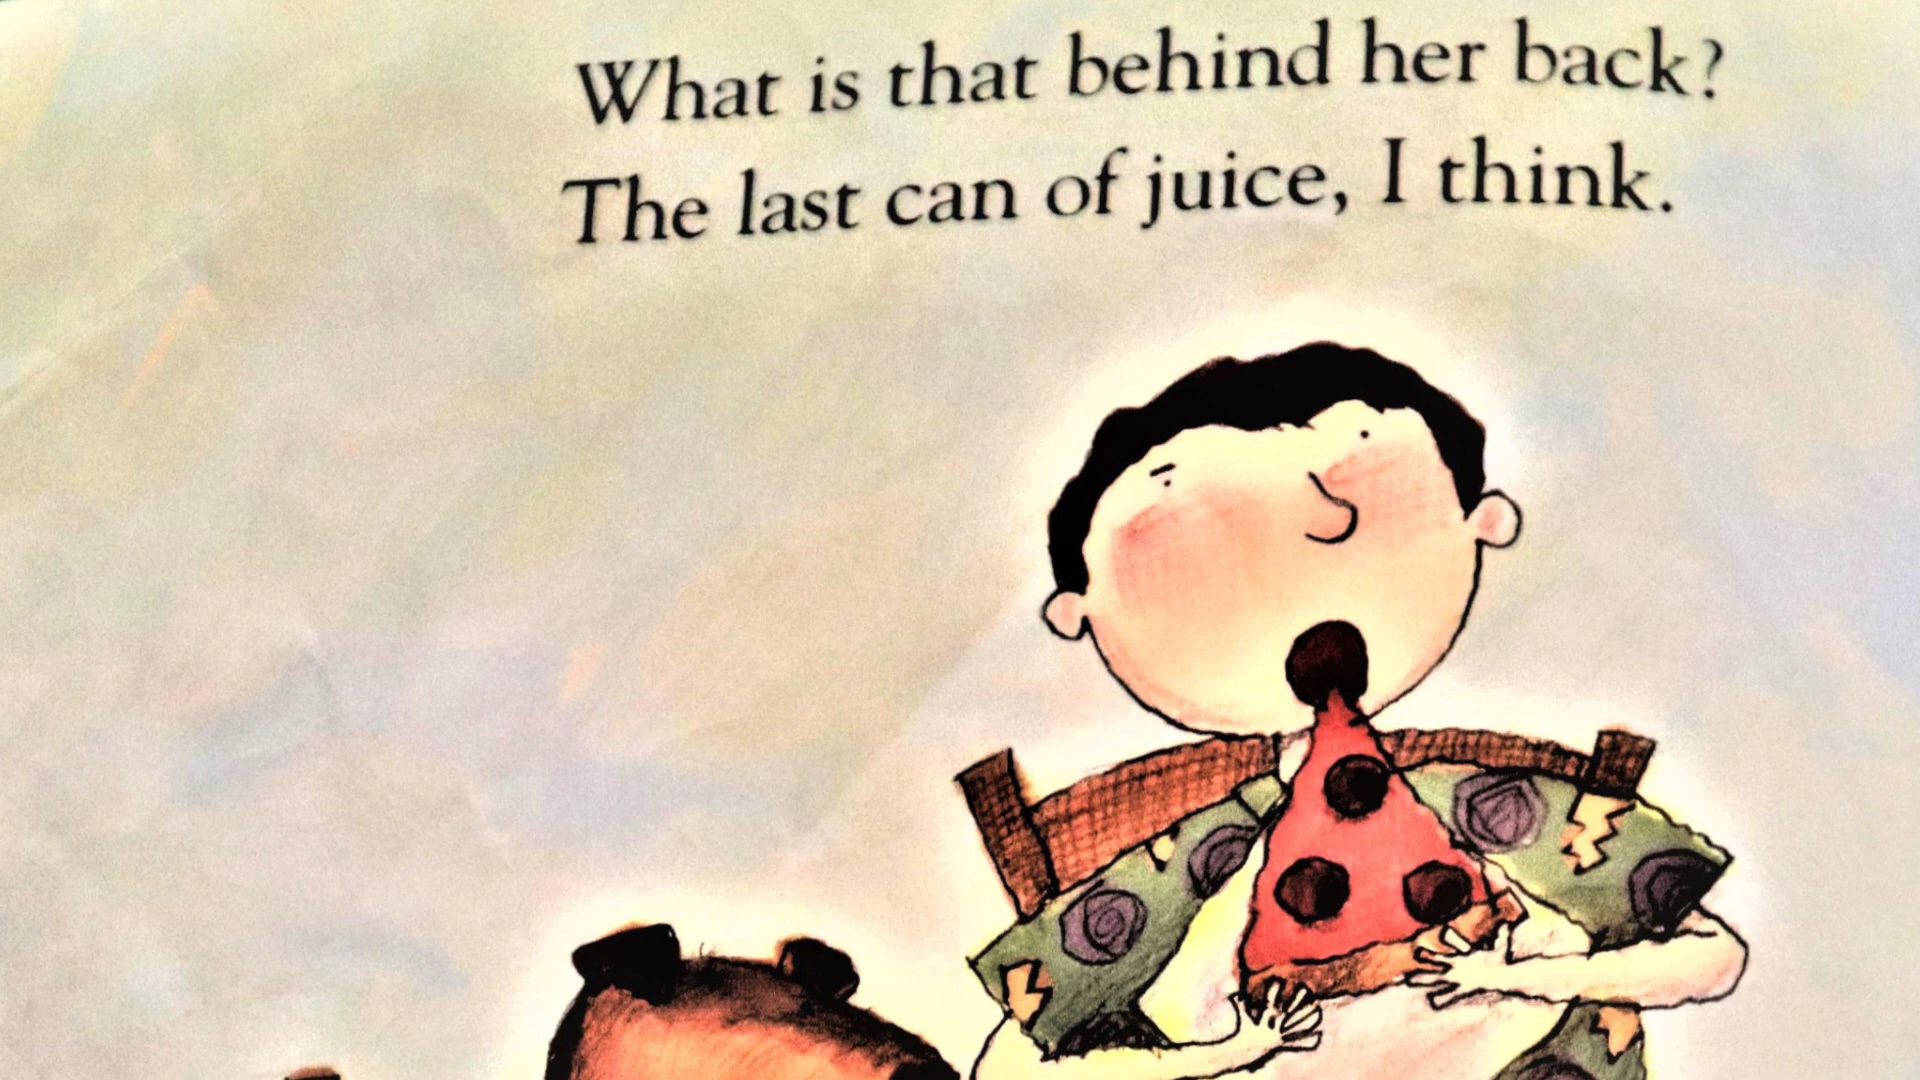 What is that behind her back?
The last can of juice, I think.